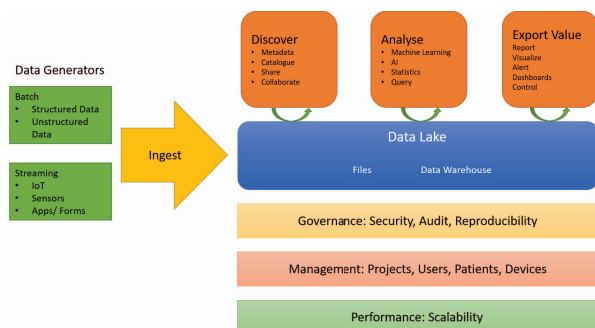 Data Generators
Batch
• Structured Data
• Unstructured
Data
Streaming
• IoT
• Sensors
• Apps/ Forms
Ingest
Discover
• Metadata
• Catalogue
• Share
• Collaborate
Analyse
• Machine Learning
• AI
• Statistics
• Query
Export Value
Report
Visualize
Alert
Dashboards
Control
Data Lake
Files
Data Warehouse
Governance: Security, Audit, Reproducibility
Management: Projects, Users, Patients, Devices
Performance: Scalability